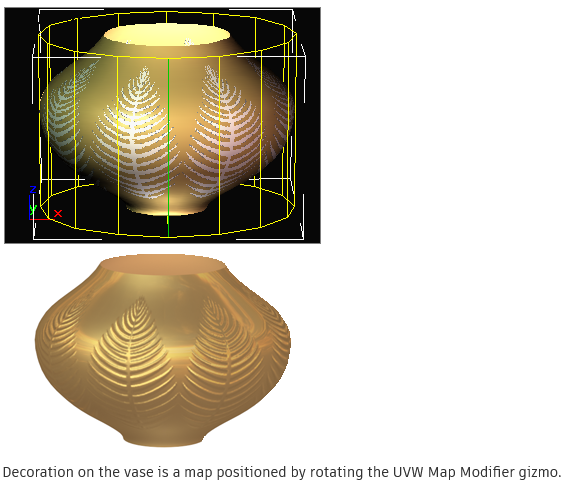 z
y x
Decoration on the vase is a map positioned by rotating the UVW Map Modifier gizmo.